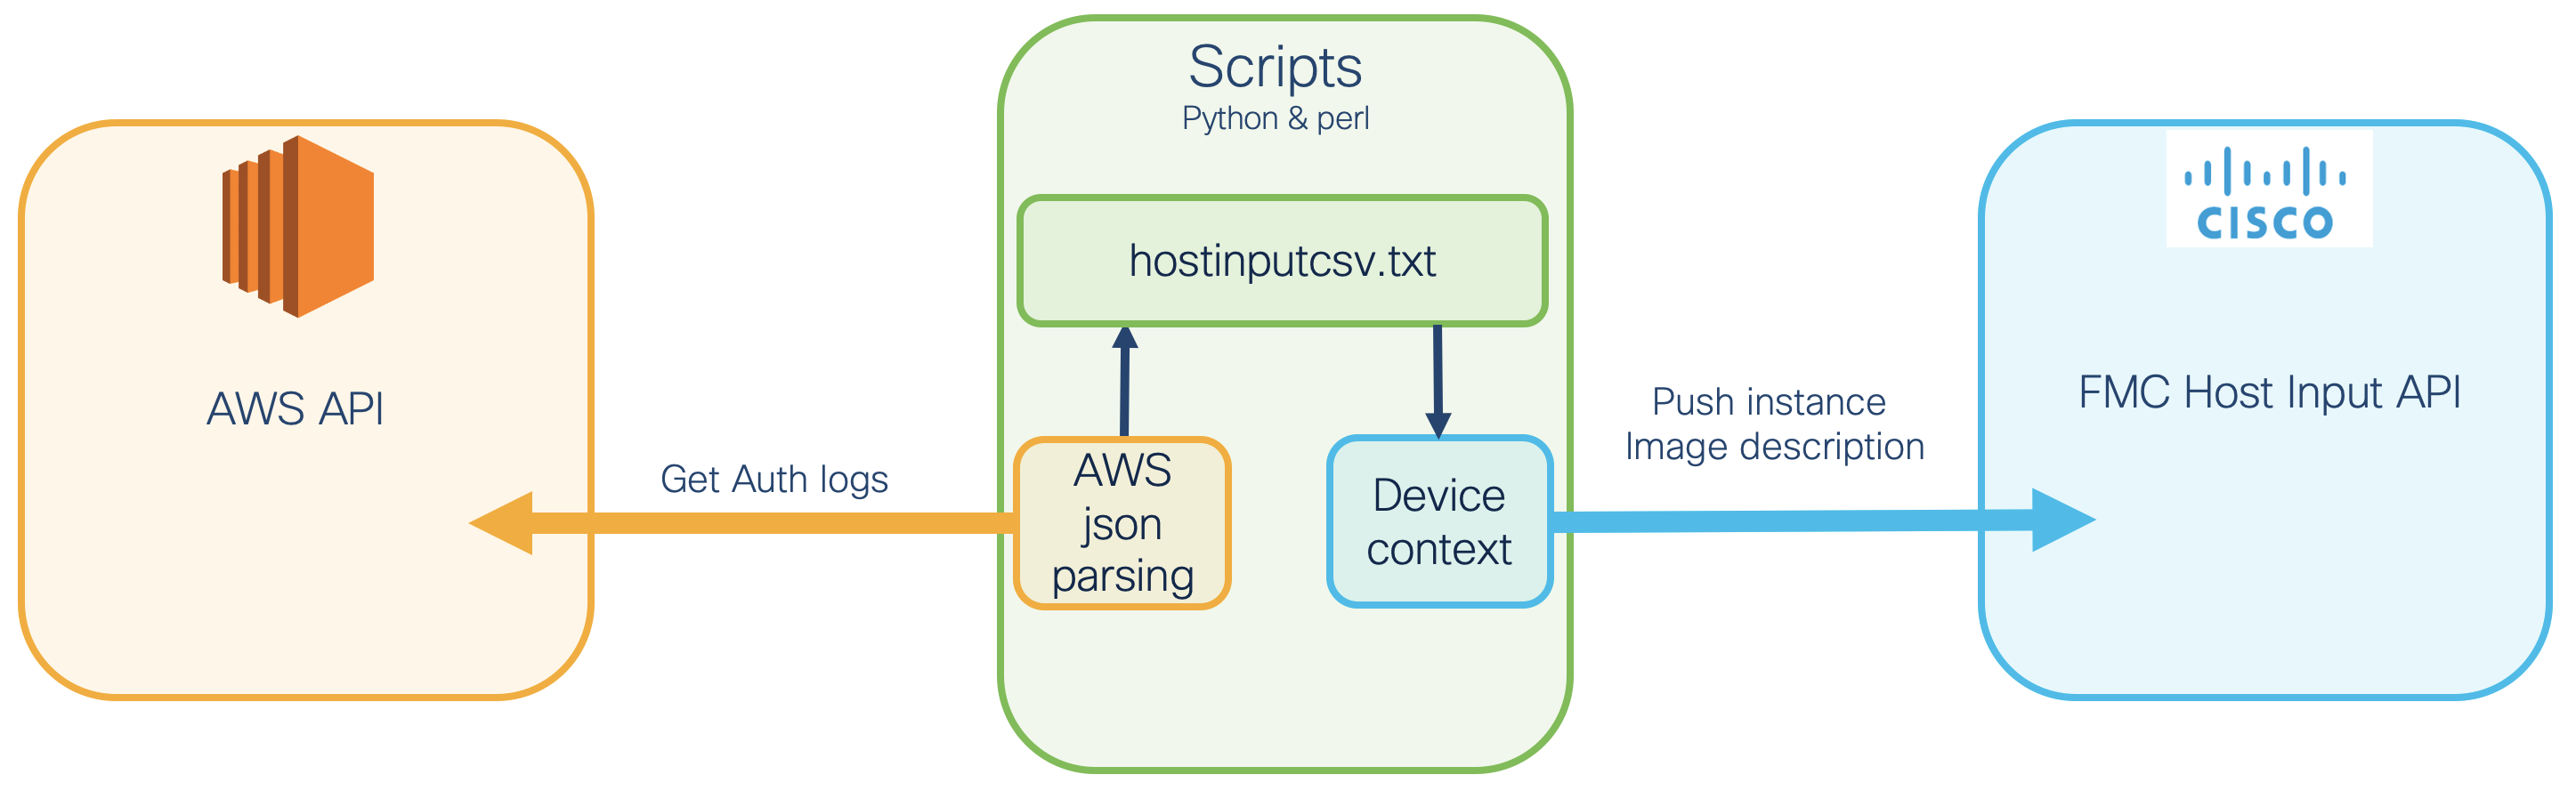 Scripts
Python & perl
hostinputcsv.txt
AWS API
Get Auth logs
AWS
json
parsing
Device
context
Push instance
Image description
CISCO
FMC Host Input API